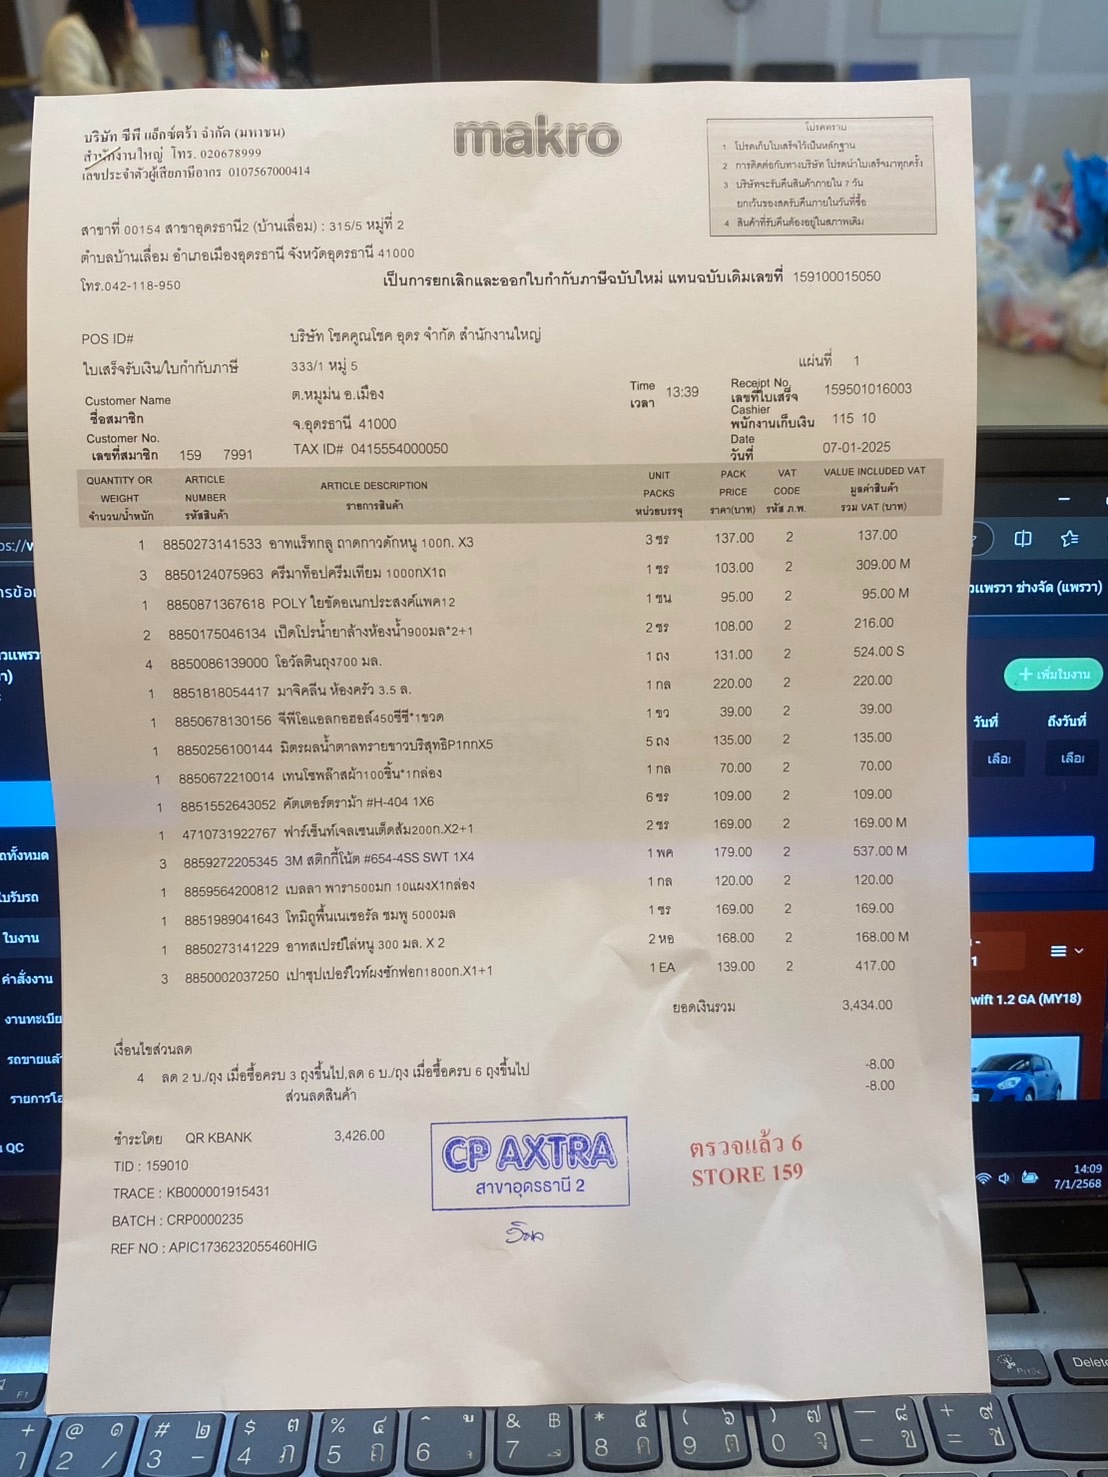 บริษัท ซีพี แอ็กซ์ตร้า จำกัด (มหาชน)
สำนักงานใหญ่ โทร. 020678999
เลขประจำตัวผู้เสียภาษีอากร 0107567000414
makro
โปรดทราบ
1 โปรดเก็บใบเสร็จไว้เป็นหลักฐาน
2 การติดต่อกับทางบริษัท โปรดนำใบเสร็จมาทุกครั้ง
3 บริษัทจะรับคืนสินค้าภายใน 7 วัน
ยกเว้นของสดรับคืนภายในวันที่ซื้อ
4 สินค้าที่รับคืนต้องอยู่ในสภาพเดิม
สาขาที่ 00154 สาขาอุดรธานี2 (บ้านเลื่อม) : 315/5 หมู่ที่ 2
ตำบลบ้านเลื่อม อำเภอเมืองอุดรธานี จังหวัดอุดรธานี 41000
โทร.042-118-950
เป็นการยกเลิกและออกใบกำกับภาษีฉบับใหม่ แทนฉบับเดิมเลขที่ 159100015050
POS ID#
บริษัท โชคคูณโชค อุดร จำกัด สำนักงานใหญ่
ใบเสร็จรับเงิน/ใบกำกับภาษี
333/1 หมู่ 5
แผ่นที่ 1
Customer Name
ชื่อสมาชิก
ต.หมูม่น อ.เมือง
จ.อุดรธานี 41000
Time
เวลา 13:39
Receipt No.
เลขที่ใบเสร็จ 159501016003
Cashier
พนักงานเก็บเงิน 115 10
Customer No.
เลขที่สมาชิก 159 7991
TAX ID# 0415554000050
Date
วันที่ 07-01-2025
QUANTITY OR WEIGHT จำนวน/น้ำหนัก ARTICLE NUMBER รหัสสินค้า ARTICLE DESCRIPTION รายการสินค้า UNIT PACKS หน่วยบรรจุ PACK PRICE ราคา(บาท) VAT CODE รหัส ภ.พ. VALUE INCLUDED VAT มูลค่าสินค้า รวม VAT (บาท)
1 8850273141533 อาทแร็ทกลู ถาดกาวดักหนู 100ก. X3 3 ชร 137.00 2 137.00
3 8850124075963 ครีมาท็อปครีมเทียม 1000กX1ถ 1 ชร 103.00 2 309.00 M
1 8850871367618 POLY ใยขัดอเนกประสงค์แพค12 1 ชน 95.00 2 95.00 M
2 8850175046134 เป็ดโปรน้ำยาล้างห้องน้ำ900มล*2+1 2 ชร 108.00 2 216.00
4 8850086139000 โอวัลตินถุง700 มล. 1 ถง 131.00 2 524.00 S
1 8851818054417 มาจิคลีน ห้องครัว 3.5 ล. 1 กล 220.00 2 220.00
1 8850678130156 จีพีโอแอลกอฮอล์450ซีซี*1ขวด 1 ขว 39.00 2 39.00
1 8850256100144 มิตรผลน้ำตาลทรายขาวบริสุทธิP1กกX5 5 ถง 135.00 2 135.00
1 8850672210014 เทนโซพล๊าสผ้า100ชิ้น*1กล่อง 1 กล 70.00 2 70.00
1 8851552643052 คัตเตอร์ตราม้า #H-404 1X6 6 ชร 109.00 2 109.00
1 4710731922767 ฟาร์เซ็นท์เจลเซนเต็ดส้ม200ก.X2+1 2 ชร 169.00 2 169.00 M
3 8859272205345 3M สติกกี้โน้ต #654-4SS SWT 1X4 1 พค 179.00 2 537.00 M
1 8859564200812 เบลลา พารา500มก 10แผงX1กล่อง 1 กล 120.00 2 120.00
1 8851989041643 โทมิถูพื้นเนเชอรัล ชมพู 5000มล 1 ชร 169.00 2 169.00
1 8850273141229 อาทสเปรย์ไล่หนู 300 มล. X 2 2 หอ 168.00 2 168.00 M
3 8850002037250 เปาซุปเปอร์ไวท์ผงซักฟอก1800ก.X1+1 1 EA 139.00 2 417.00
ยอดเงินรวม 3,434.00
เงื่อนไขส่วนลด
4 ลด 2 บ./ถุง เมื่อซื้อครบ 3 ถุงขึ้นไป,ลด 6 บ./ถุง เมื่อซื้อครบ 6 ถุงขึ้นไป -8.00
ส่วนลดสินค้า -8.00
ชำระโดย QR KBANK 3,426.00
TID : 159010
TRACE : KB000001915431
BATCH : CRP0000235
REF NO : APIC1736232055460HIG
CP AXTRA
สาขาอุดรธานี 2
ตรวจแล้ว 6
STORE 159
วแพรวา ช่างจัด (แพรวา)
+ เพิ่มใบงาน
วันที่ ถึงวันที่
wift 1.2 GA (MY18)
ใบงาน
คำสั่งงาน
QC
14:09
7/1/2568
Delete